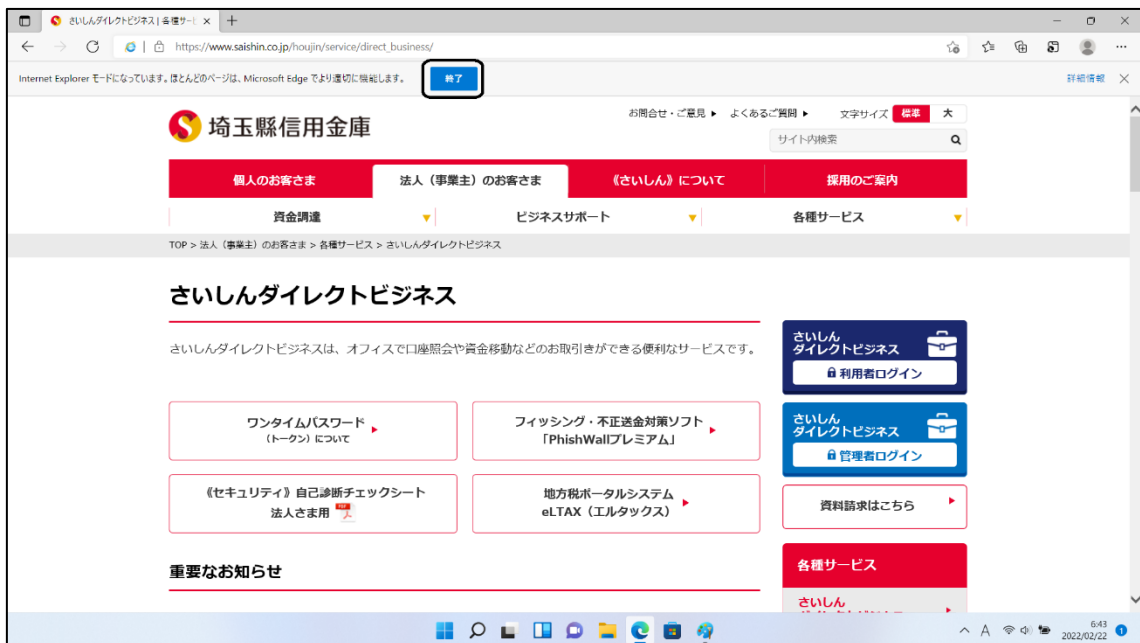 さいしんダイレクトビジネス | 各種サービ
https://www.saishin.co.jp/houjin/service/direct_business/
Internet Explorer モードになっています。ほとんどのページは、Microsoft Edge でより適切に機能します。 終了 詳細情報
埼玉縣信用金庫
お問合せ・ご意見 よくあるご質問 文字サイズ 標準 大
サイト内検索
個人のお客さま 法人（事業主）のお客さま 《さいしん》について 採用のご案内
資金調達 ビジネスサポート 各種サービス
TOP > 法人（事業主）のお客さま > 各種サービス > さいしんダイレクトビジネス
さいしんダイレクトビジネス
さいしんダイレクトビジネスは、オフィスで口座照会や資金移動などのお取引きができる便利なサービスです。
さいしん
ダイレクトビジネス
利用者ログイン
ワンタイムパスワード
（トークン）について
フィッシング・不正送金対策ソフト
「PhishWallプレミアム」
さいしん
ダイレクトビジネス
管理者ログイン
《セキュリティ》自己診断チェックシート
法人さま用
地方税ポータルシステム
eLTAX（エルタックス）
資料請求はこちら
重要なお知らせ
各種サービス
さいしん
A
6:43
2022/02/22
1